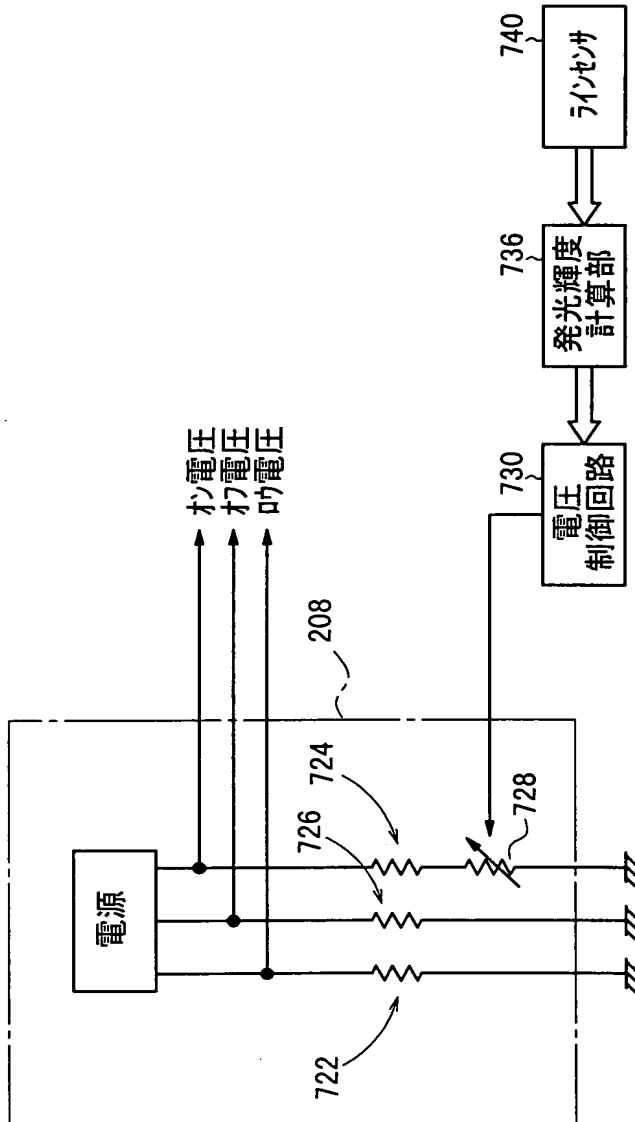 電源
オン電圧
オフ電圧
ロウ電圧
208
724
726
728
722
730
電圧
制御回路
736
発光輝度
計算部
740
ラインセンサ